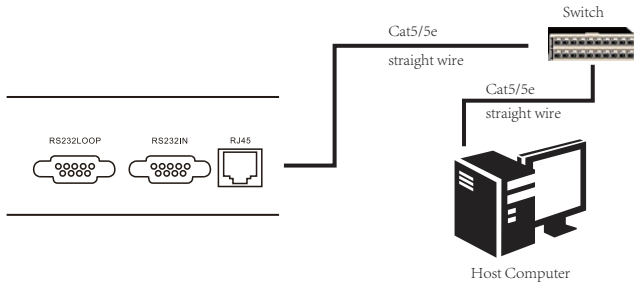 Switch
Cat5/5e
straight wire
Cat5/5e
straight wire
RS232LOOP RS232IN RJ45
Host Computer